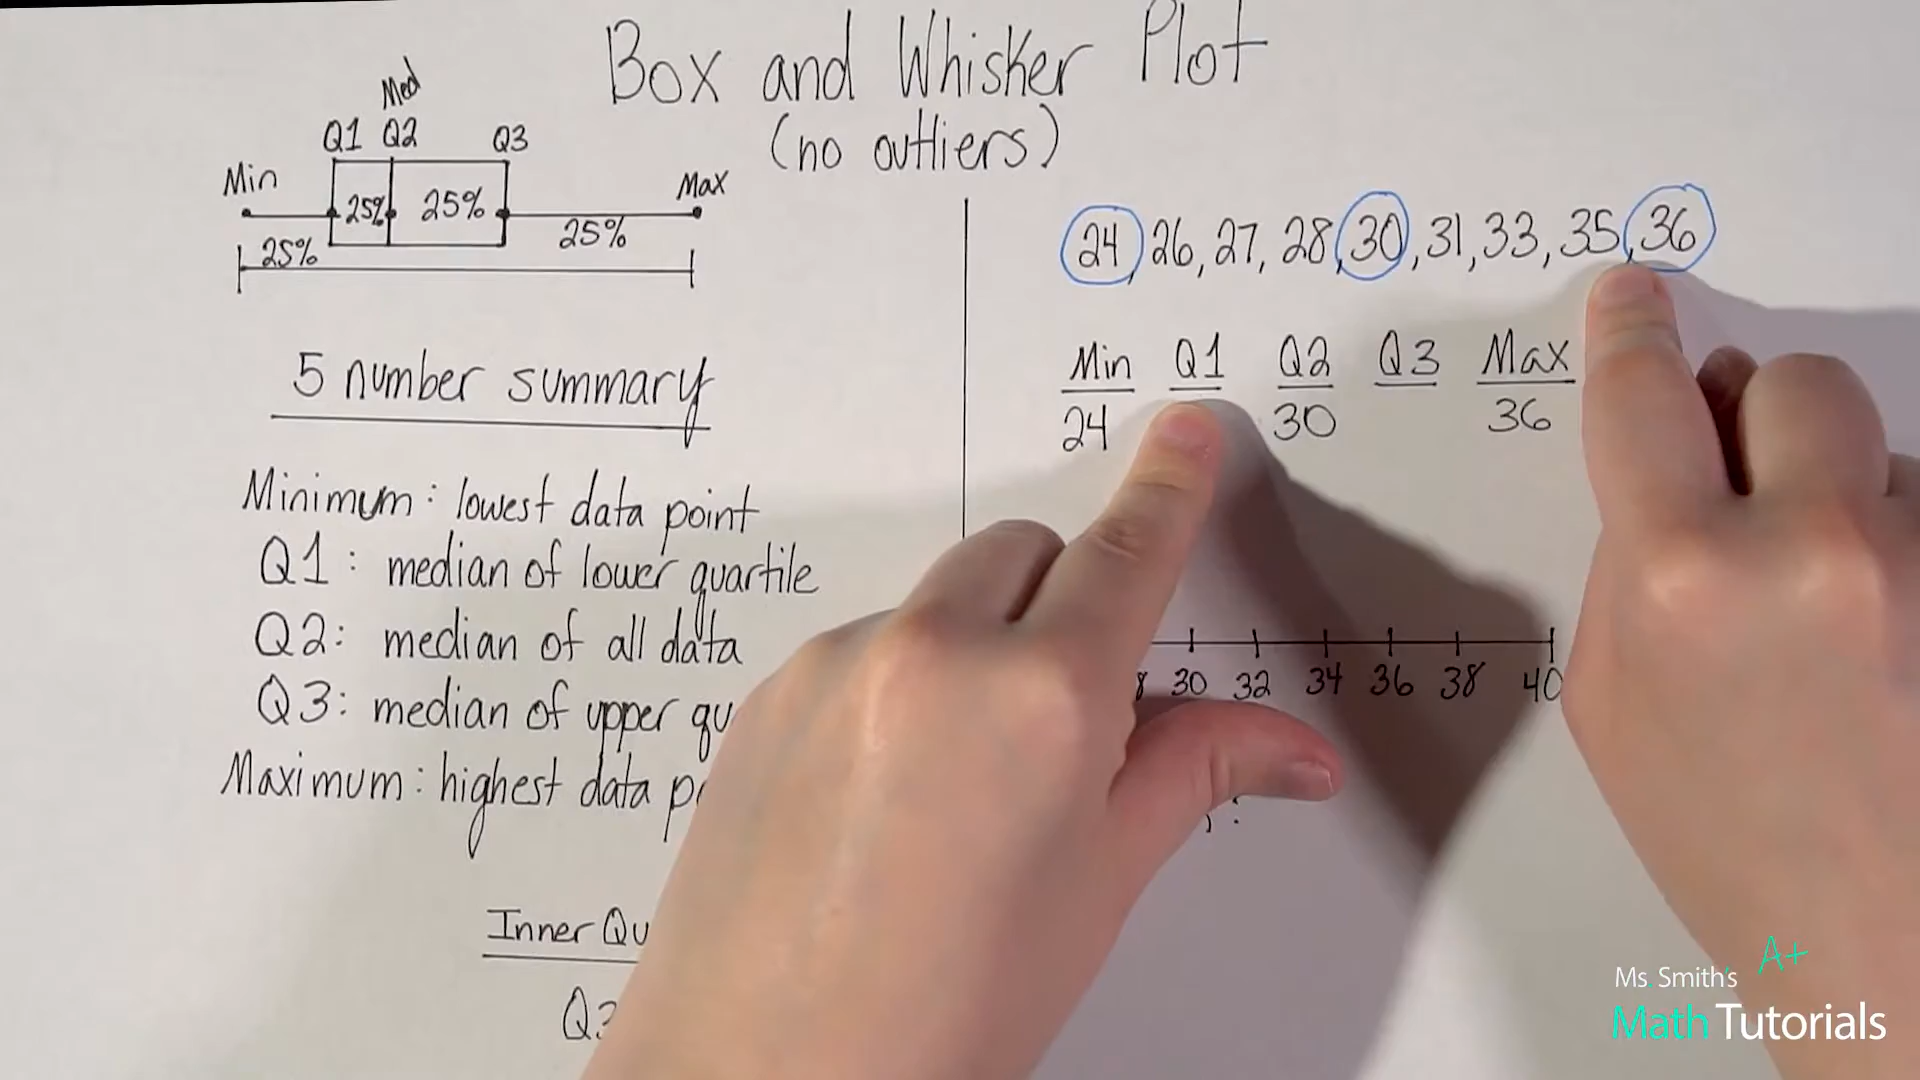 Box and Whisker Plot
(no outliers)
Med
Q1 Q2 Q3
Min
Max
25% 25%
25% 25%
5 number summary
Minimum: lowest data point
Q1: median of lower quartile
Q2: median of all data
Q3: median of upper qu
Maximum: highest data p
Inner Qu
24, 26, 27, 28, 30, 31, 33, 35, 36
Min Q1 Q2 Q3 Max
24 30 36
30 32 34 36 38 40
A+
Ms. Smith's
Math Tutorials